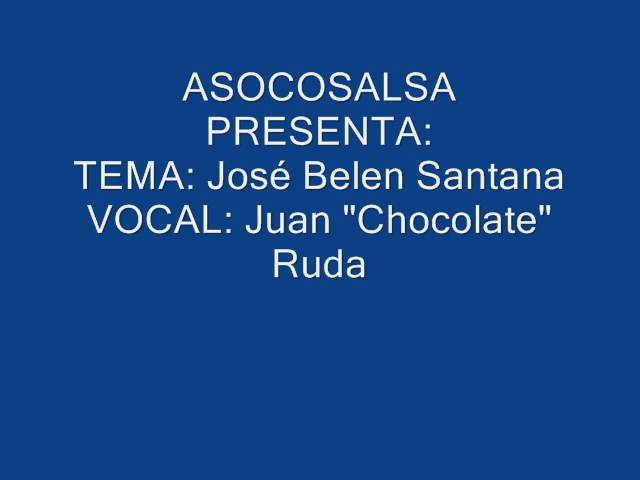 ASOCOSALSA
PRESENTA:
TEMA: José Belen Santana
VOCAL: Juan "Chocolate"
Ruda